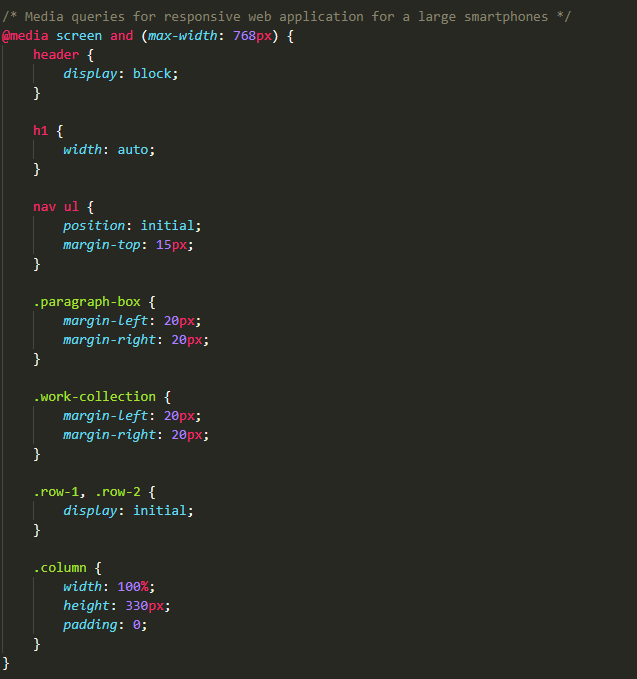 /* Media queries for responsive web application for a large smartphones */
@media screen and (max-width: 768px) {
    header {
        display: block;
    }

    h1 {
        width: auto;
    }

    nav ul {
        position: initial;
        margin-top: 15px;
    }

    .paragraph-box {
        margin-left: 20px;
        margin-right: 20px;
    }

    .work-collection {
        margin-left: 20px;
        margin-right: 20px;
    }

    .row-1, .row-2 {
        display: initial;
    }

    .column {
        width: 100%;
        height: 330px;
        padding: 0;
    }
}